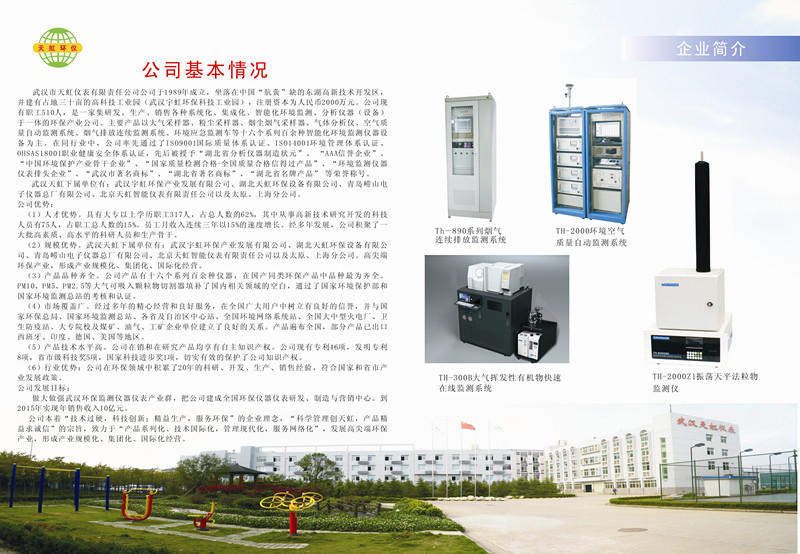 天虹环仪
企业简介
公司基本情况
武汉市天虹仪表有限责任公司公司于1989年成立，坐落在中国“肮脏”缺的东湖高新技术开发区，
并建有占地三十亩的高科技工业园（武汉宇虹环保科技工业园），注册资本为人民币2000万元。公司现
有职工510人，是一家集研发、生产、销售各种系统化、集成化、智能化环境监测、分析仪器（设备）
于一体的环保产业公司。主要产品以大气采样器、粉尘采样器、烟尘烟气采样器、气体分析仪、空气质
量自动监测系统、烟气排放连续监测系统、环境应急监测车等十六个系列百余种智能化环境监测仪器设
备为主。在同行业中，公司率先通过了ISO9001国际质量体系认证、ISO14001环境管理体系认证、
OHSAS18001职业健康安全体系认证，先后被授予“湖北省分析仪器制造状元”、“AAA信誉企业”、
“中国环境保护产业骨干企业”、“国家质量检测合格-全国质量合格信得过产品”、“环境监测仪器
仪表排头企业”、“武汉市著名商标”、“湖北省著名商标”、“湖北省名牌产品”等荣誉称号。
武汉天虹下属单位有：武汉宇虹环保产业发展有限公司、湖北天虹环保设备有限公司、青岛崂山电
子仪器总厂有限公司、北京天虹智能仪表有限责任公司以及太原、上海分公司。
公司优势：
（1）人才优势。具有大专以上学历职工317人，占总人数的62%，其中从事高新技术研究开发的科技
人员有75人，占职工总人数的15%。员工月收入连续三年以15%的速度增长。经多年发展，公司积聚了一
大批高素质、高水平的科研人员和生产骨干。
（2）规模优势。武汉天虹下属单位有：武汉宇虹环保产业发展有限公司、湖北天虹环保设备有限公
司、青岛崂山电子仪器总厂有限公司、北京天虹智能仪表有限责任公司以及太原、上海分公司。高尖端
环保产业，形成产业规模化、集团化、国际化经营。
（3）产品品种齐全。公司产品有十六个系列百余种仪器，在国产同类环保产品中品种最为齐全。
PM10、PM5、PM2.5等大气可吸入颗粒物切割器填补了国内相关领域的空白，通过了国家环境保护部和
国家环境监测总站的考核和认证。
（4）市场覆盖广。经过多年的精心经营和良好服务，在全国广大用户中树立有良好的信誉，并与国
家环保总局、国家环境监测总站、各省及自治区中心站、全国环境网络系统站、全国大中型火电厂、卫
生防疫站、大专院校及煤矿、油气、工矿企业单位建立了良好的关系。产品遍布全国，部分产品已出口
西班牙、印度、德国、美国等地区。
（5）产品技术水平高。公司在销和在研究产品均享有自主知识产权。公司现有专利46项，发明专利
8项，省市级科技奖5项，国家科技进步奖1项，切实有效的保护了公司知识产权。
（6）行业优势：公司在环保领域中积累了20年的科研、开发、生产、销售经验，符合国家和省市产
业发展政策。
公司发展目标：
做大做强武汉环保监测仪器仪表产业群，把公司建成全国环保仪器仪表研发、制造与营销中心。到
2015年实现年销售收入10亿元。
公司本着“技术过硬，科技创新；精益生产，服务环保”的企业理念，“科学管理创天虹，产品精
益求诚信”的宗旨，致力于“产品系列化、技术国际化，管理现代化，服务网络化”，发展高尖端环保
产业，形成产业规模化、集团化、国际化经营。
Th－890系列烟气
连续排放监测系统
TH-2000环境空气
质量自动监测系统
TH-300B大气挥发性有机物快速
在线监测系统
TH-2000Z1振荡天平法颗粒物
监测仪
武汉天虹仪表